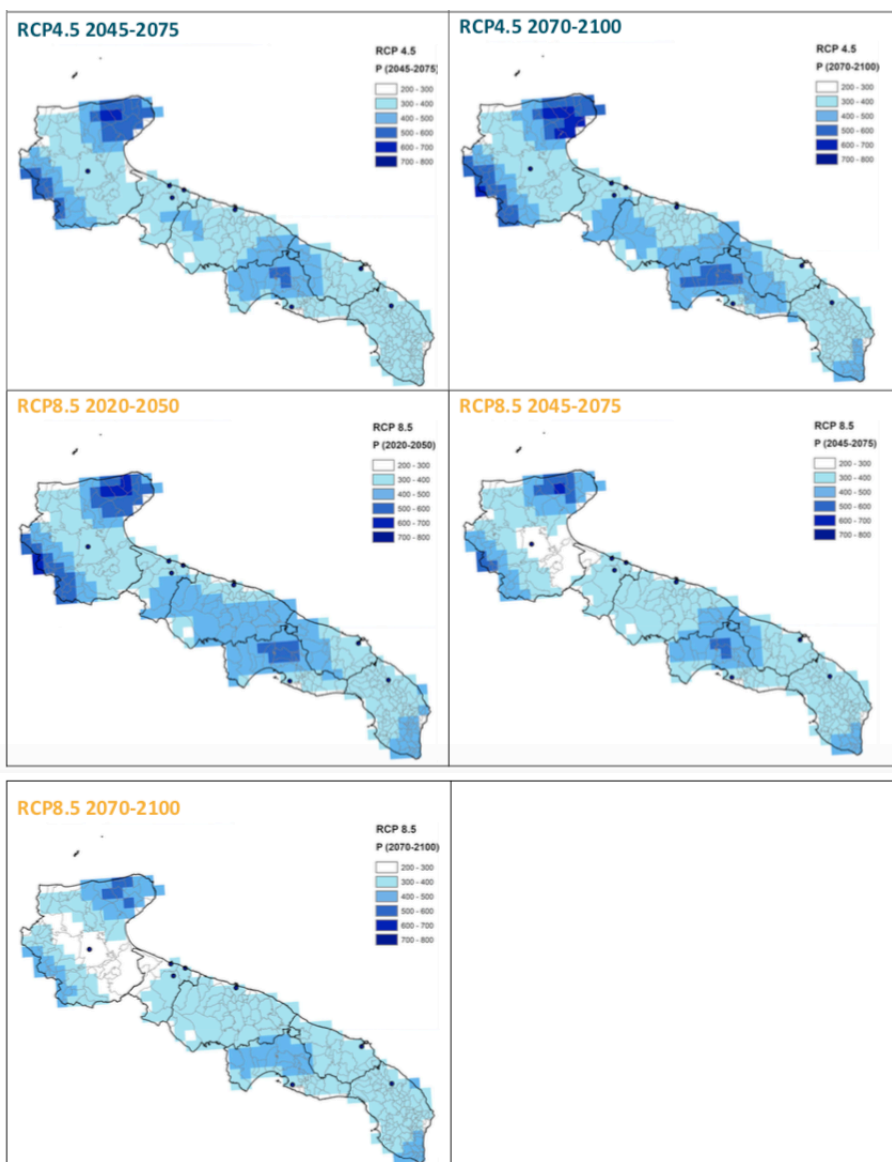 RCP4.5 2045-2075
RCP 4.5
P (2045-2075)
200 - 300
300 - 400
400 - 500
500 - 600
600 - 700
700 - 800
RCP4.5 2070-2100
RCP 4.5
P (2070-2100)
200 - 300
300 - 400
400 - 500
500 - 600
600 - 700
700 - 800
RCP8.5 2020-2050
RCP 8.5
P (2020-2050)
200 - 300
300 - 400
400 - 500
500 - 600
600 - 700
700 - 800
RCP8.5 2045-2075
RCP 8.5
P (2045-2075)
200 - 300
300 - 400
400 - 500
500 - 600
600 - 700
700 - 800
RCP8.5 2070-2100
RCP 8.5
P (2070-2100)
200 - 300
300 - 400
400 - 500
500 - 600
600 - 700
700 - 800